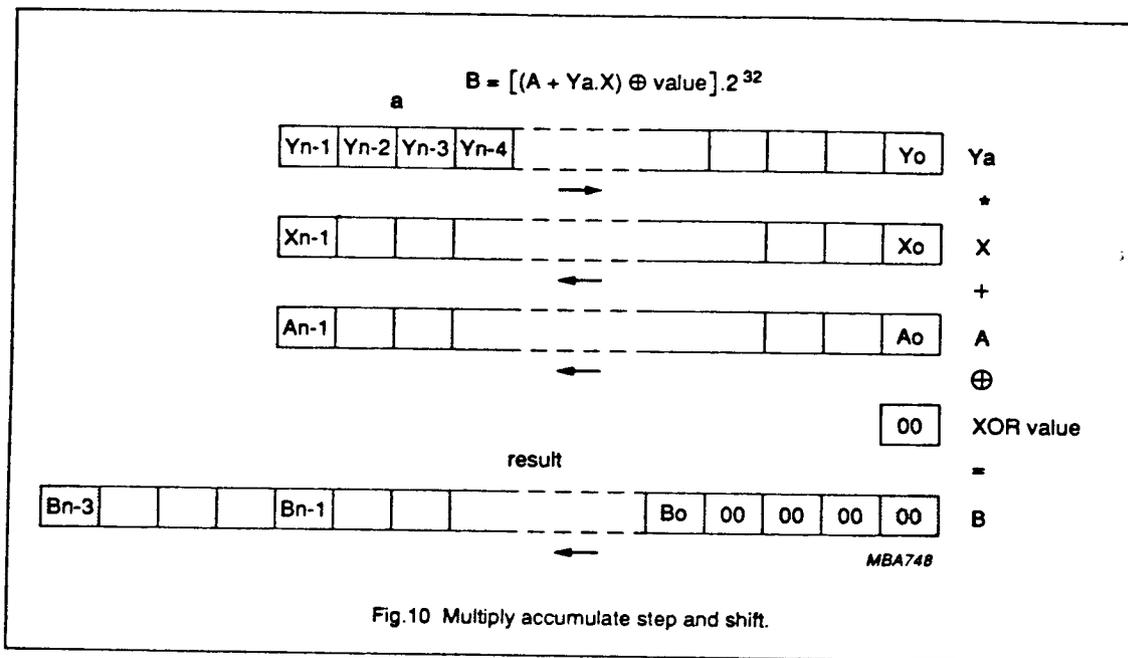 B = [(A + Ya.X) ⊕ value].2^32
a
Yn-1 Yn-2 Yn-3 Yn-4 Yo Ya
*
Xn-1 Xo X
+
An-1 Ao A
⊕
00 XOR value
result =
Bn-3 Bn-1 Bo 00 00 00 00 B
MBA748
Fig.10 Multiply accumulate step and shift.